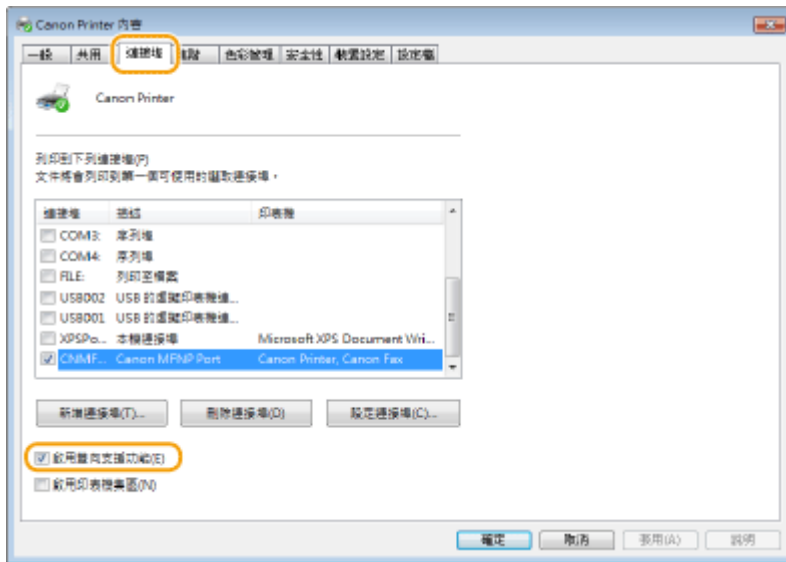 Canon Printer 內容
一般 共用 連接埠 進階 色彩管理 安全性 裝置設定 設定檔
Canon Printer
列印到下列連接埠(P)
文件將會列印到第一個可使用的選取連接埠。
連接埠 描述 印表機
COM3: 序列埠
COM4: 序列埠
FILE: 列印至檔案
USB002 USB 的虛擬印表機連...
USB001 USB 的虛擬印表機連...
XPSPo... 本機連接埠 Microsoft XPS Document Wri...
CNMF... Canon MFNP Port Canon Printer, Canon Fax
新增連接埠(T)... 刪除連接埠(D) 設定連接埠(C)...
啟用雙向支援功能(E)
啟用印表機集區(N)
確定 取消 套用(A) 說明